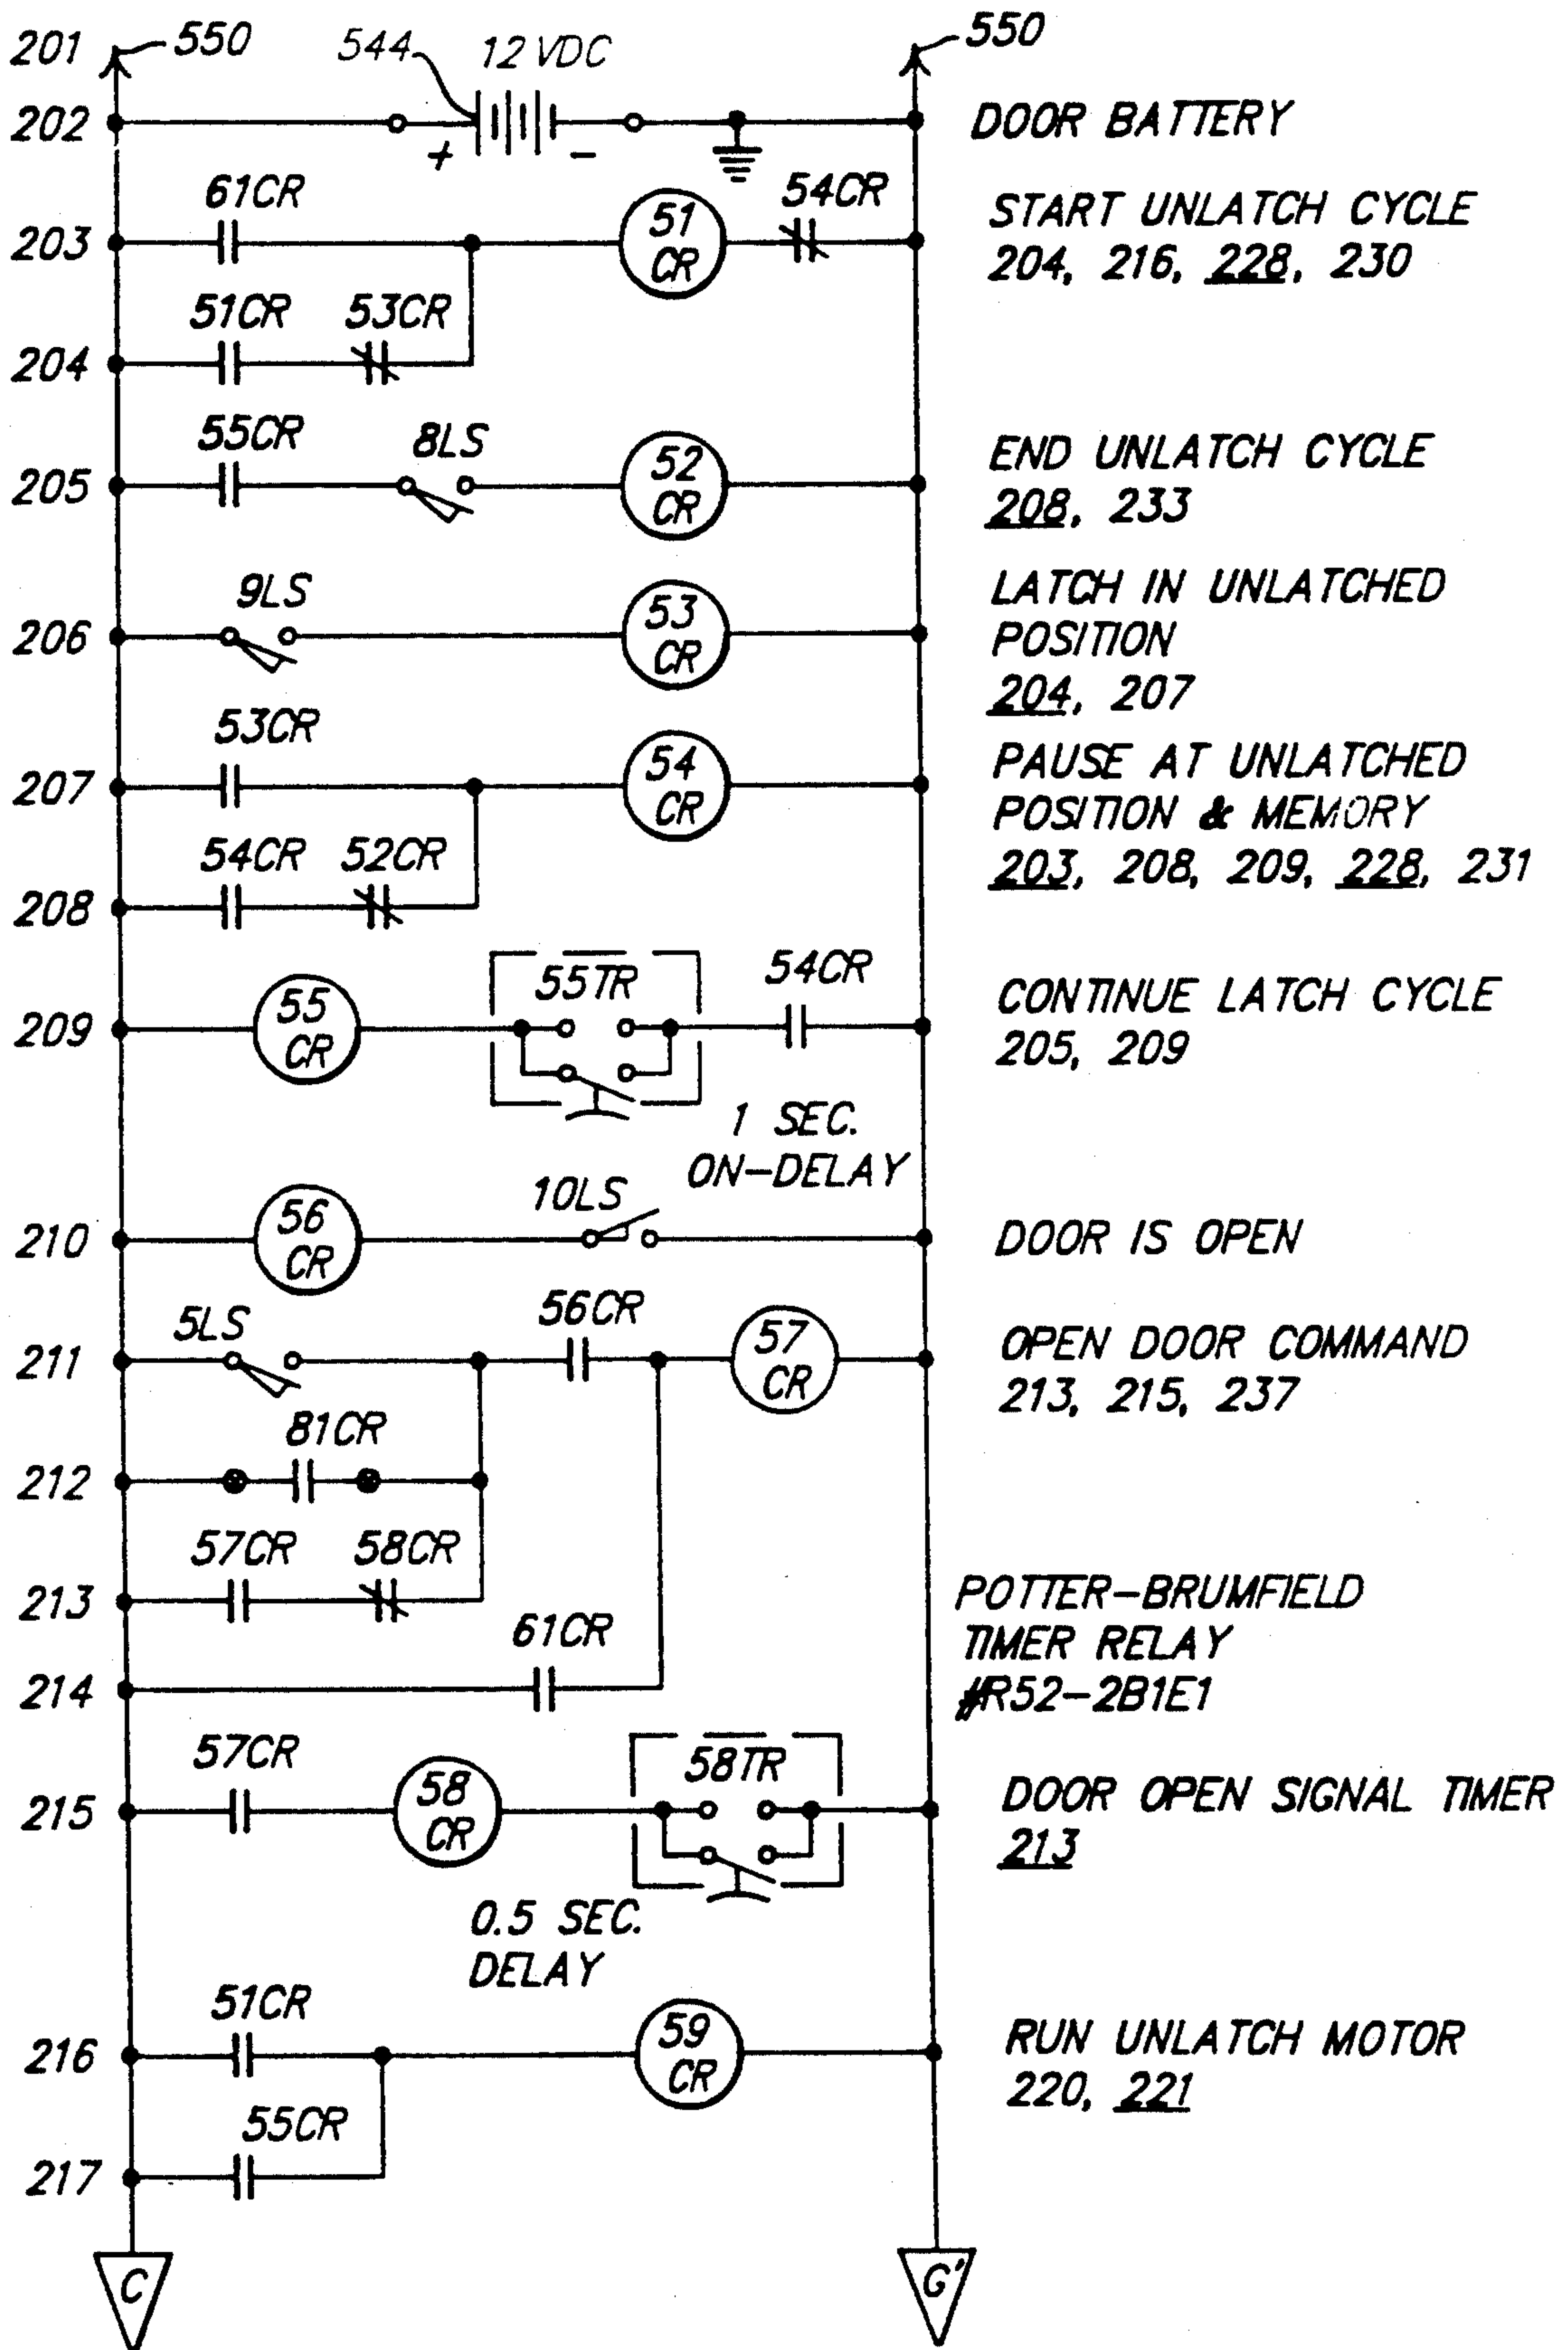 201 550 544 12 VDC 550
202 + - DOOR BATTERY
61CR 51 CR 54CR START UNLATCH CYCLE
203 204, 216, 228, 230
51CR 53CR
204
55CR 8LS 52 CR END UNLATCH CYCLE
205 208, 233
9LS 53 CR LATCH IN UNLATCHED
206 POSITION
204, 207
53CR 54 CR PAUSE AT UNLATCHED
207 POSITION & MEMORY
54CR 52CR 203, 208, 209, 228, 231
208
55TR 54CR
209 55 CR CONTINUE LATCH CYCLE
205, 209
1 SEC.
ON-DELAY
10LS
210 56 CR DOOR IS OPEN
5LS 56CR 57 CR OPEN DOOR COMMAND
211 213, 215, 237
81CR
212
57CR 58CR
213 POTTER-BRUMFIELD
61CR TIMER RELAY
214 #R52-2B1E1
57CR 58 CR 58TR
215 DOOR OPEN SIGNAL TIMER
213
0.5 SEC.
DELAY
51CR 59 CR RUN UNLATCH MOTOR
216 220, 221
55CR
217
C G'